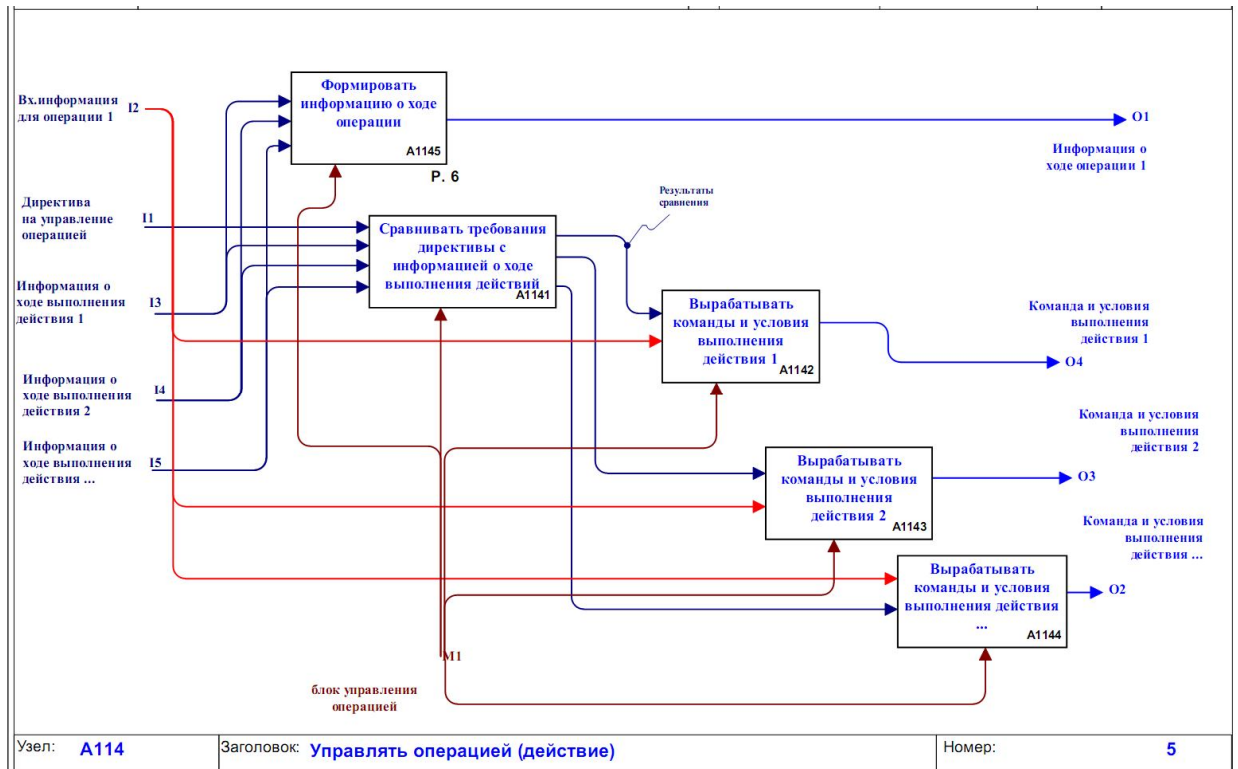 Формировать
информацию о ходе
операции
A1145
P. 6
Вх.информация
для операции 1
I2
O1
Информация о
ходе операции 1
Директива
на управление
операцией
I1
Результаты
сравнения
Сравнивать требования
директивы с
информацией о ходе
выполнения действий
A1141
Информация о
ходе выполнения
действия 1
I3
Вырабатывать
команды и условия
выполнения
действия 1
A1142
Команда и условия
выполнения
действия 1
O4
Информация о
ходе выполнения
действия 2
I4
Команда и условия
выполнения
действия 2
O3
Информация о
ходе выполнения
действия ...
I5
Вырабатывать
команды и условия
выполнения
действия 2
A1143
Команда и условия
выполнения
действия ...
O2
Вырабатывать
команды и условия
выполнения действия
...
A1144
M1
блок управления
операцией
Узел: A114
Заголовок: Управлять операцией (действие)
Номер: 5